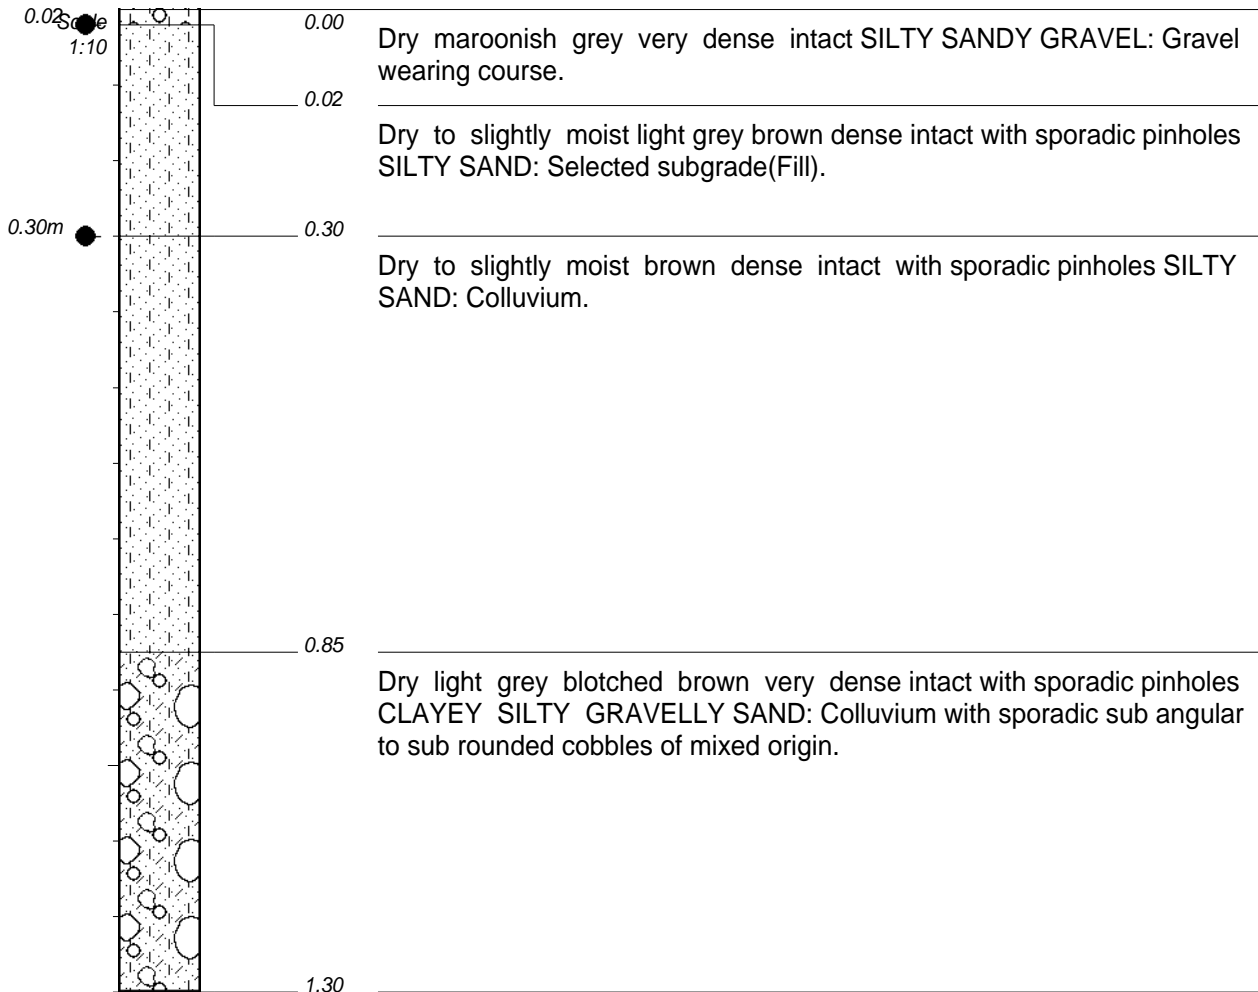 0.02
Scale
1:10
0.00
Dry maroonish grey very dense intact SILTY SANDY GRAVEL: Gravel
wearing course.
0.02
Dry to slightly moist light grey brown dense intact with sporadic pinholes
SILTY SAND: Selected subgrade(Fill).
0.30m
0.30
Dry to slightly moist brown dense intact with sporadic pinholes SILTY
SAND: Colluvium.
0.85
Dry light grey blotched brown very dense intact with sporadic pinholes
CLAYEY SILTY GRAVELLY SAND: Colluvium with sporadic sub angular
to sub rounded cobbles of mixed origin.
1.30